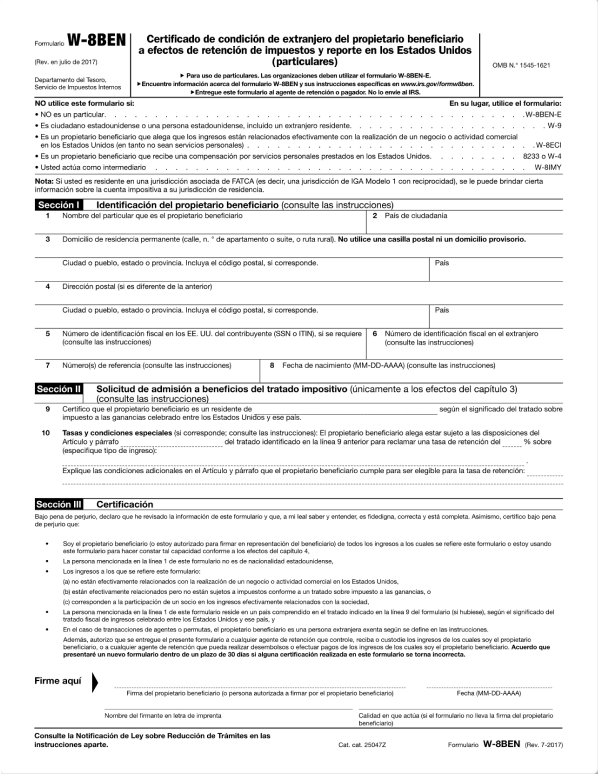 Formulario W-8BEN
(Rev. en julio de 2017)
Departamento del Tesoro,
Servicio de Impuestos Internos
Certificado de condición de extranjero del propietario beneficiario
a efectos de retención de impuestos y reporte en los Estados Unidos
(particulares)
▶ Para uso de particulares. Las organizaciones deben utilizar el formulario W-8BEN-E.
▶ Encuentre información acerca del formulario W-8BEN y sus instrucciones específicas en www.irs.gov/formw8ben.
▶ Entregue este formulario al agente de retención o pagador. No lo envíe al IRS.
OMB N.° 1545-1621
NO utilice este formulario si: En su lugar, utilice el formulario:
• NO es un particular. . . . W-8BEN-E
• Es ciudadano estadounidense o una persona estadounidense, incluido un extranjero residente. . . . W-9
• Es un propietario beneficiario que alega que los ingresos están relacionados efectivamente con la realización de un negocio o actividad comercial
en los Estados Unidos (en tanto no sean servicios personales) . . . . W-8ECI
• Es un propietario beneficiario que recibe una compensación por servicios personales prestados en los Estados Unidos. . . . 8233 o W-4
• Usted actúa como intermediario . . . . W-8IMY
Nota: Si usted es residente en una jurisdicción asociada de FATCA (es decir, una jurisdicción de IGA Modelo 1 con reciprocidad), se le puede brindar cierta
información sobre la cuenta impositiva a su jurisdicción de residencia.
Sección I Identificación del propietario beneficiario (consulte las instrucciones)
1 Nombre del particular que es el propietario beneficiario
2 País de ciudadanía
3 Domicilio de residencia permanente (calle, n. ° de apartamento o suite, o ruta rural). No utilice una casilla postal ni un domicilio provisorio.
Ciudad o pueblo, estado o provincia. Incluya el código postal, si corresponde.
País
4 Dirección postal (si es diferente de la anterior)
Ciudad o pueblo, estado o provincia. Incluya el código postal, si corresponde.
País
5 Número de identificación fiscal en los EE. UU. del contribuyente (SSN o ITIN), si se requiere
(consulte las instrucciones)
6 Número de identificación fiscal en el extranjero
(consulte las instrucciones)
7 Número(s) de referencia (consulte las instrucciones)
8 Fecha de nacimiento (MM-DD-AAAA) (consulte las instrucciones)
Sección II Solicitud de admisión a beneficios del tratado impositivo (únicamente a los efectos del capítulo 3)
(consulte las instrucciones)
9 Certifico que el propietario beneficiario es un residente de según el significado del tratado sobre
impuesto a las ganancias celebrado entre los Estados Unidos y ese país.
10 Tasas y condiciones especiales (si corresponde; consulte las instrucciones): El propietario beneficiario alega estar sujeto a las disposiciones del
Artículo y párrafo del tratado identificado en la línea 9 anterior para reclamar una tasa de retención del % sobre
(especifique tipo de ingreso):
.
Explique las condiciones adicionales en el Artículo y párrafo que el propietario beneficiario cumple para ser elegible para la tasa de retención:
Sección III Certificación
Bajo pena de perjurio, declaro que he revisado la información de este formulario y que, a mi leal saber y entender, es fidedigna, correcta y está completa. Asimismo, certifico bajo pena
de perjurio que:
• Soy el propietario beneficiario (o estoy autorizado para firmar en representación del beneficiario) de todos los ingresos a los cuales se refiere este formulario o estoy usando
este formulario para hacer constar tal capacidad conforme a los efectos del capítulo 4,
• La persona mencionada en la línea 1 de este formulario no es de nacionalidad estadounidense,
• Los ingresos a los que se refiere este formulario:
(a) no están efectivamente relacionados con la realización de un negocio o actividad comercial en los Estados Unidos,
(b) están efectivamente relacionados pero no están sujetos a impuestos conforme a un tratado sobre impuesto a las ganancias, o
(c) corresponden a la participación de un socio en los ingresos efectivamente relacionados con la sociedad,
• La persona mencionada en la línea 1 de este formulario reside en un país comprendido en el tratado indicado en la línea 9 del formulario (si hubiese), según el significado del
tratado fiscal de ingresos celebrado entre los Estados Unidos y ese país, y
• En el caso de transacciones de agentes o permutas, el propietario beneficiario es una persona extranjera exenta según se define en las instrucciones.
Además, autorizo que se entregue el presente formulario a cualquier agente de retención que controle, reciba o custodie los ingresos de los cuales soy el propietario
beneficiario, o a cualquier agente de retención que pueda realizar desembolsos o efectuar pagos de los ingresos de los cuales soy el propietario beneficiario. Acuerdo que
presentaré un nuevo formulario dentro de un plazo de 30 días si alguna certificación realizada en este formulario se torna incorrecta.
Firme aquí
Firma del propietario beneficiario (o persona autorizada a firmar por el propietario beneficiario)
Fecha (MM-DD-AAAA)
Nombre del firmante en letra de imprenta
Calidad en que actúa (si el formulario no lleva la firma del propietario
beneficiario)
Consulte la Notificación de Ley sobre Reducción de Trámites en las
instrucciones aparte.
Cat. cat. 25047Z
Formulario W-8BEN (Rev. 7-2017)